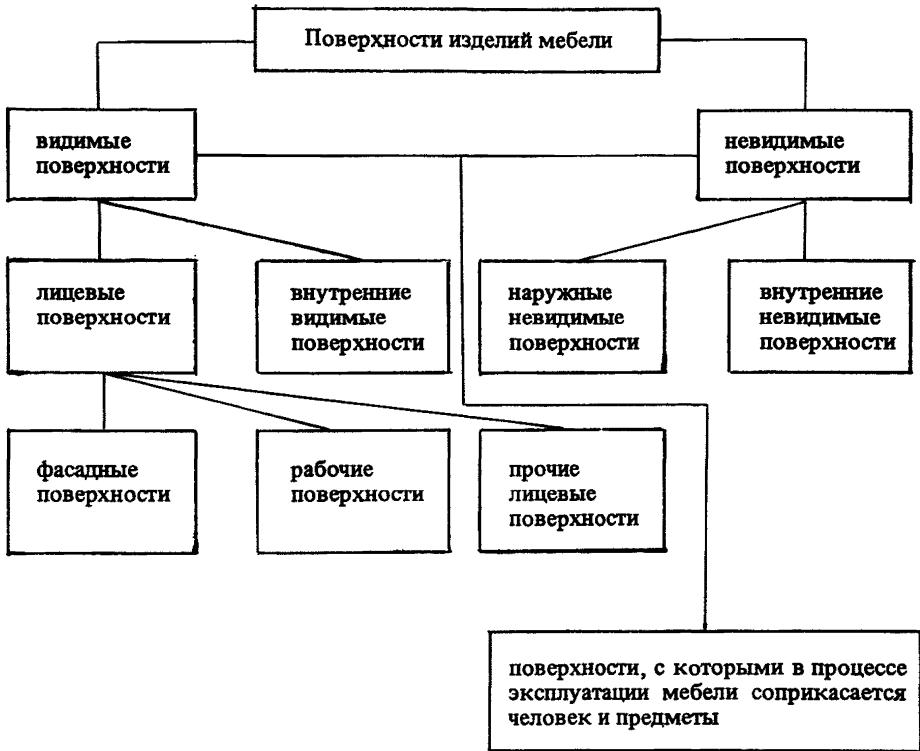 Поверхности изделий мебели
видимые
поверхности
невидимые
поверхности
лицевые
поверхности
внутренние
видимые
поверхности
наружные
невидимые
поверхности
внутренние
невидимые
поверхности
фасадные
поверхности
рабочие
поверхности
прочие
лицевые
поверхности
поверхности, с которыми в процессе
эксплуатации мебели соприкасается
человек и предметы